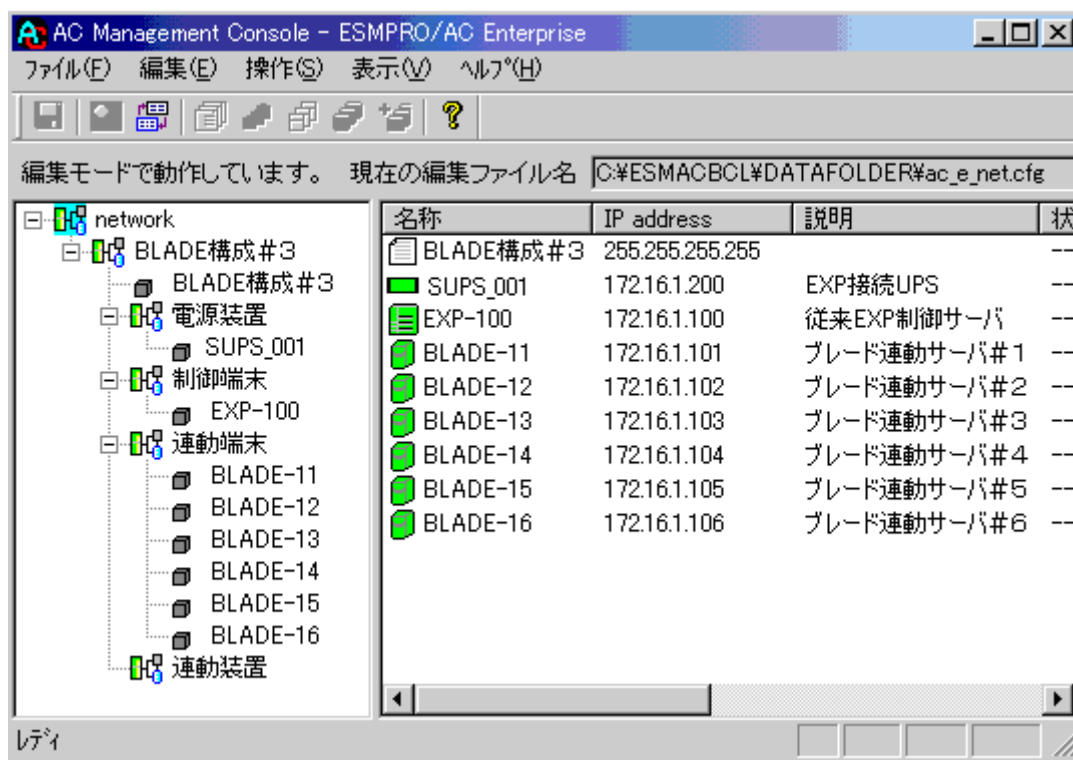 AC Management Console - ESMPRO/AC Enterprise
ﾌｧｲﾙ(F) 編集(E) 操作(S) 表示(V) ﾍﾙﾌﾟ(H)
編集モードで動作しています。 現在の編集ファイル名 C:¥ESMACBCL¥DATAFOLDER¥ac_e_net.cfg
network
BLADE構成＃3
BLADE構成＃3
電源装置
SUPS_001
制御端末
EXP-100
連動端末
BLADE-11
BLADE-12
BLADE-13
BLADE-14
BLADE-15
BLADE-16
連動装置
名称 IP address 説明 状
BLADE構成＃3 255.255.255.255 --
SUPS_001 172.16.1.200 EXP接続UPS --
EXP-100 172.16.1.100 従来EXP制御サーバ --
BLADE-11 172.16.1.101 ブレード連動サーバ＃1 --
BLADE-12 172.16.1.102 ブレード連動サーバ＃2 --
BLADE-13 172.16.1.103 ブレード連動サーバ＃3 --
BLADE-14 172.16.1.104 ブレード連動サーバ＃4 --
BLADE-15 172.16.1.105 ブレード連動サーバ＃5 --
BLADE-16 172.16.1.106 ブレード連動サーバ＃6 --
ﾚﾃﾞｨ